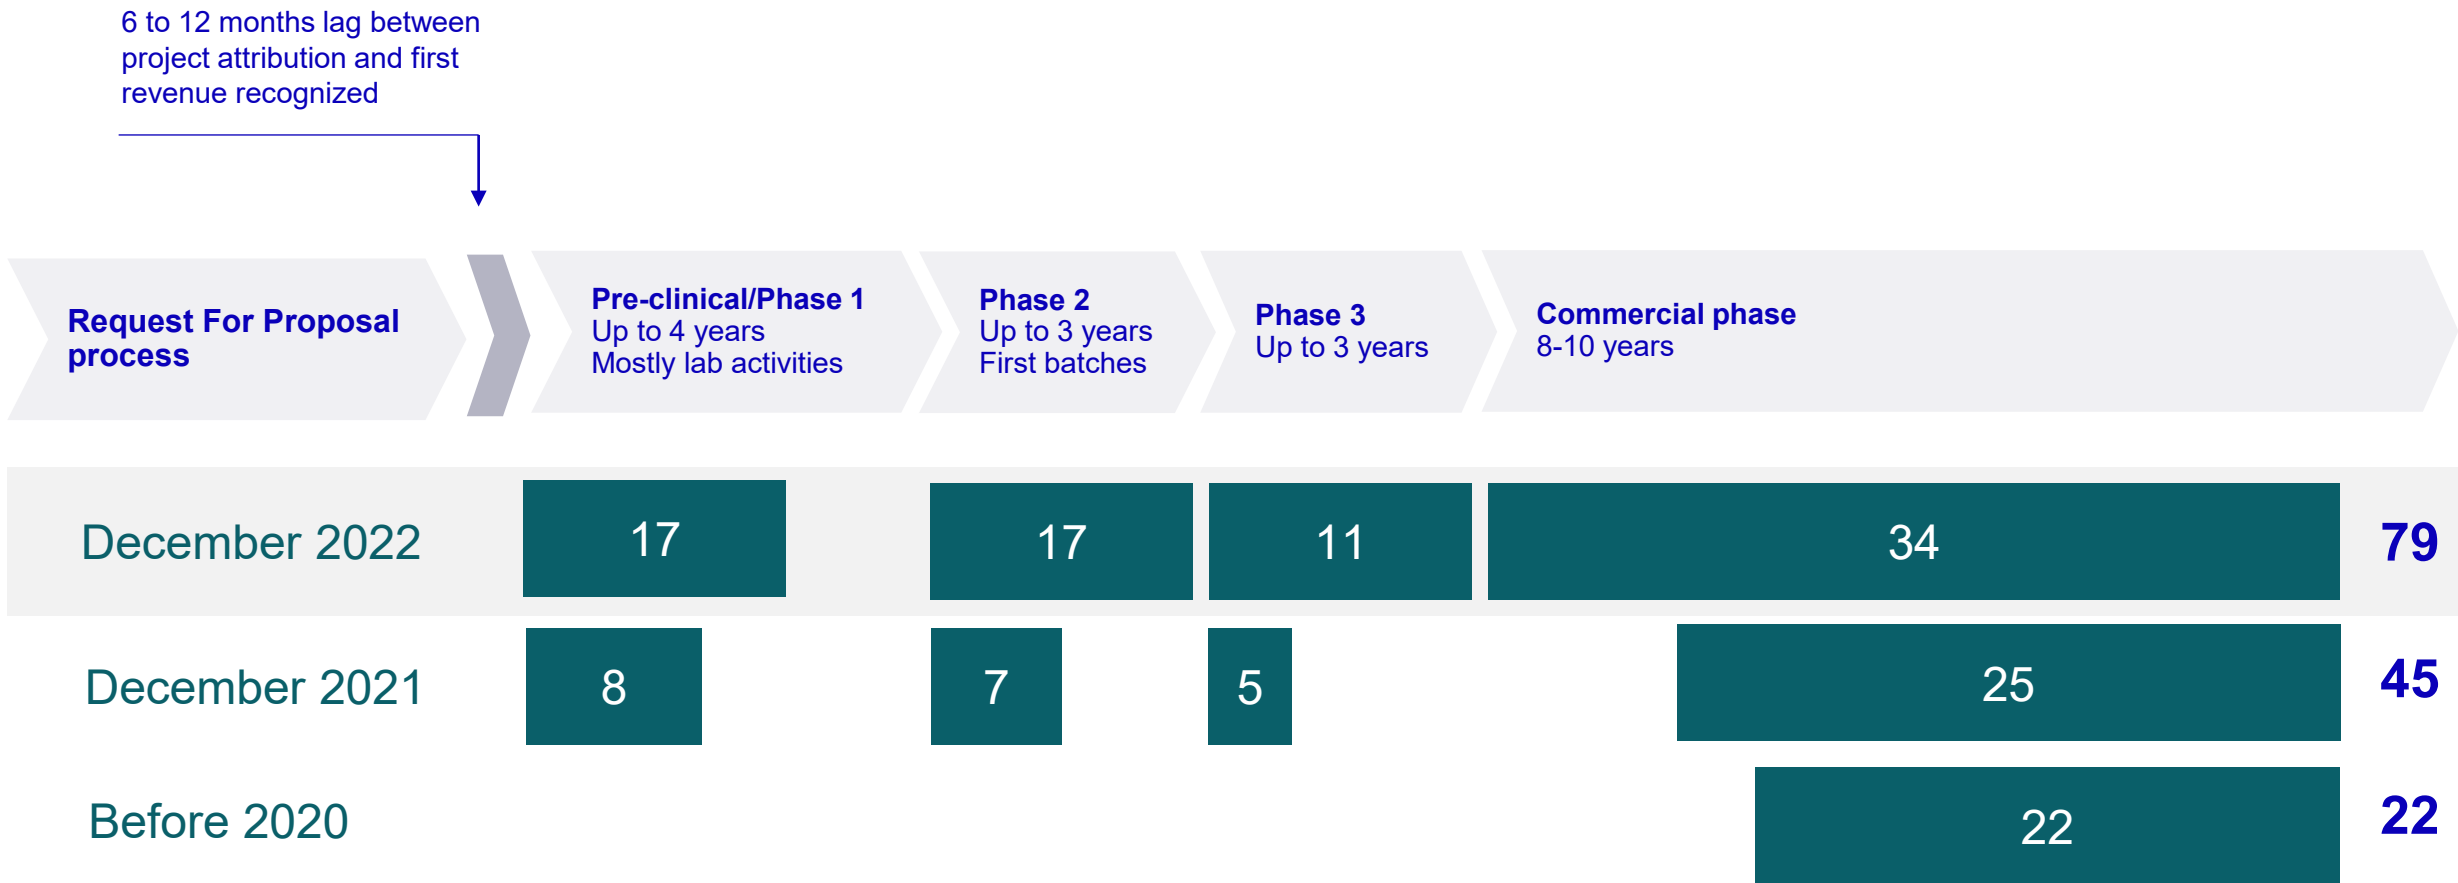 6 to 12 months lag between
project attribution and first
revenue recognized
Request For Proposal
process
Pre-clinical/Phase 1
Up to 4 years
Mostly lab activities
Phase 2
Up to 3 years
First batches
Phase 3
Up to 3 years
Commercial phase
8-10 years
December 2022
17
17
11
34
79
December 2021
8
7
5
25
45
Before 2020
22
22